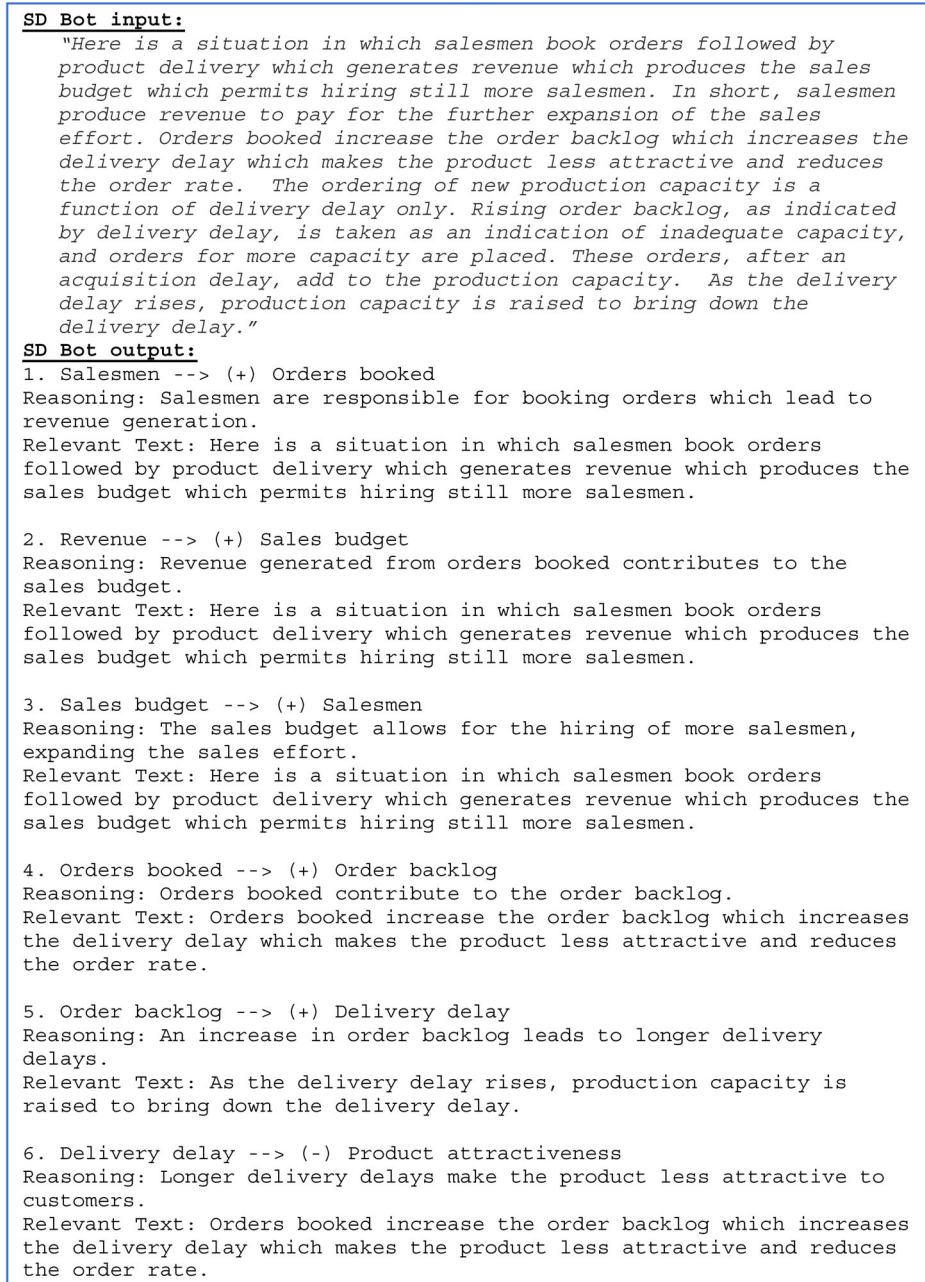 SD Bot input:
"Here is a situation in which salesmen book orders followed by
product delivery which generates revenue which produces the sales
budget which permits hiring still more salesmen. In short, salesmen
produce revenue to pay for the further expansion of the sales
effort. Orders booked increase the order backlog which increases the
delivery delay which makes the product less attractive and reduces
the order rate.  The ordering of new production capacity is a
function of delivery delay only. Rising order backlog, as indicated
by delivery delay, is taken as an indication of inadequate capacity,
and orders for more capacity are placed. These orders, after an
acquisition delay, add to the production capacity.  As the delivery
delay rises, production capacity is raised to bring down the
delivery delay."
SD Bot output:
1. Salesmen --> (+) Orders booked
Reasoning: Salesmen are responsible for booking orders which lead to
revenue generation.
Relevant Text: Here is a situation in which salesmen book orders
followed by product delivery which generates revenue which produces the
sales budget which permits hiring still more salesmen.

2. Revenue --> (+) Sales budget
Reasoning: Revenue generated from orders booked contributes to the
sales budget.
Relevant Text: Here is a situation in which salesmen book orders
followed by product delivery which generates revenue which produces the
sales budget which permits hiring still more salesmen.

3. Sales budget --> (+) Salesmen
Reasoning: The sales budget allows for the hiring of more salesmen,
expanding the sales effort.
Relevant Text: Here is a situation in which salesmen book orders
followed by product delivery which generates revenue which produces the
sales budget which permits hiring still more salesmen.

4. Orders booked --> (+) Order backlog
Reasoning: Orders booked contribute to the order backlog.
Relevant Text: Orders booked increase the order backlog which increases
the delivery delay which makes the product less attractive and reduces
the order rate.

5. Order backlog --> (+) Delivery delay
Reasoning: An increase in order backlog leads to longer delivery
delays.
Relevant Text: As the delivery delay rises, production capacity is
raised to bring down the delivery delay.

6. Delivery delay --> (-) Product attractiveness
Reasoning: Longer delivery delays make the product less attractive to
customers.
Relevant Text: Orders booked increase the order backlog which increases
the delivery delay which makes the product less attractive and reduces
the order rate.